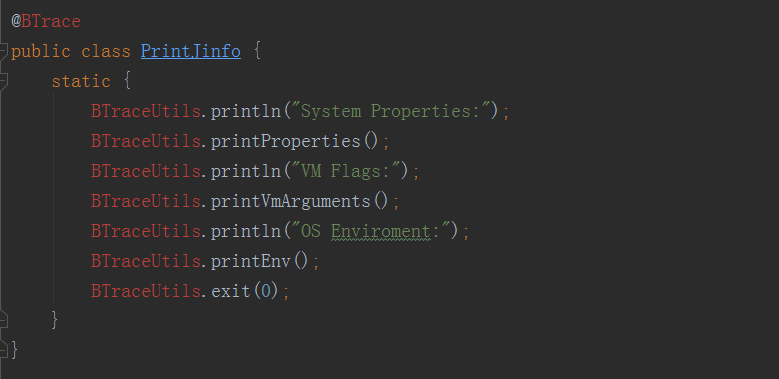 @BTrace
public class PrintJinfo {
static {
BTraceUtils.println("System Properties:");
BTraceUtils.printProperties();
BTraceUtils.println("VM Flags:");
BTraceUtils.printVmArguments();
BTraceUtils.println("OS Enviroment:");
BTraceUtils.printEnv();
BTraceUtils.exit(0);
}
}